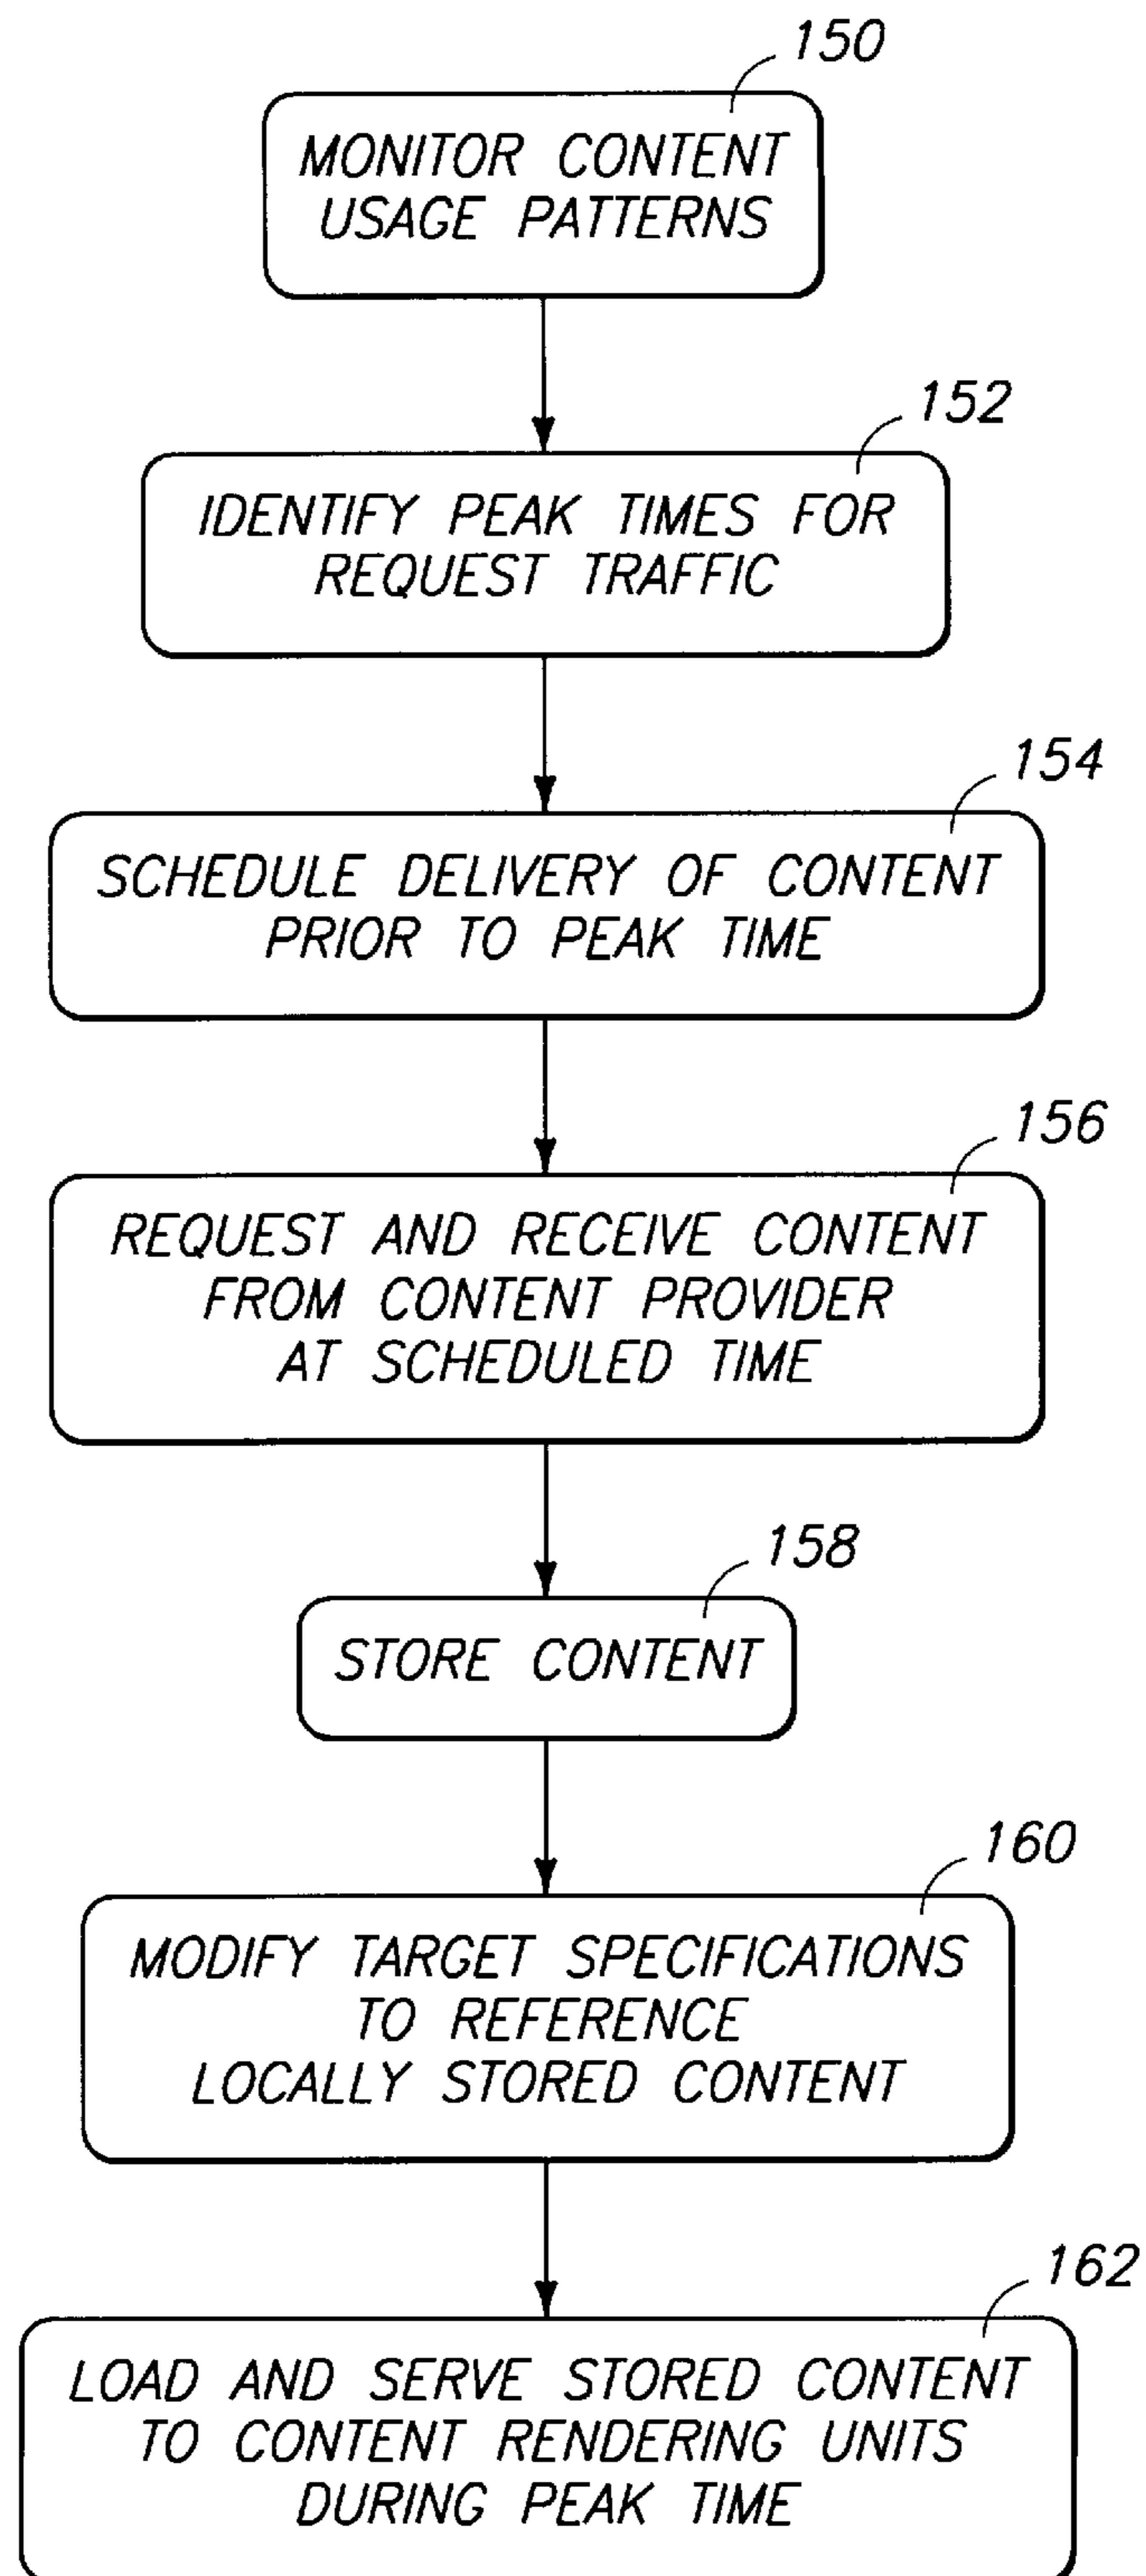 150
MONITOR CONTENT
USAGE PATTERNS
152
IDENTIFY PEAK TIMES FOR
REQUEST TRAFFIC
154
SCHEDULE DELIVERY OF CONTENT
PRIOR TO PEAK TIME
156
REQUEST AND RECEIVE CONTENT
FROM CONTENT PROVIDER
AT SCHEDULED TIME
158
STORE CONTENT
160
MODIFY TARGET SPECIFICATIONS
TO REFERENCE
LOCALLY STORED CONTENT
162
LOAD AND SERVE STORED CONTENT
TO CONTENT RENDERING UNITS
DURING PEAK TIME